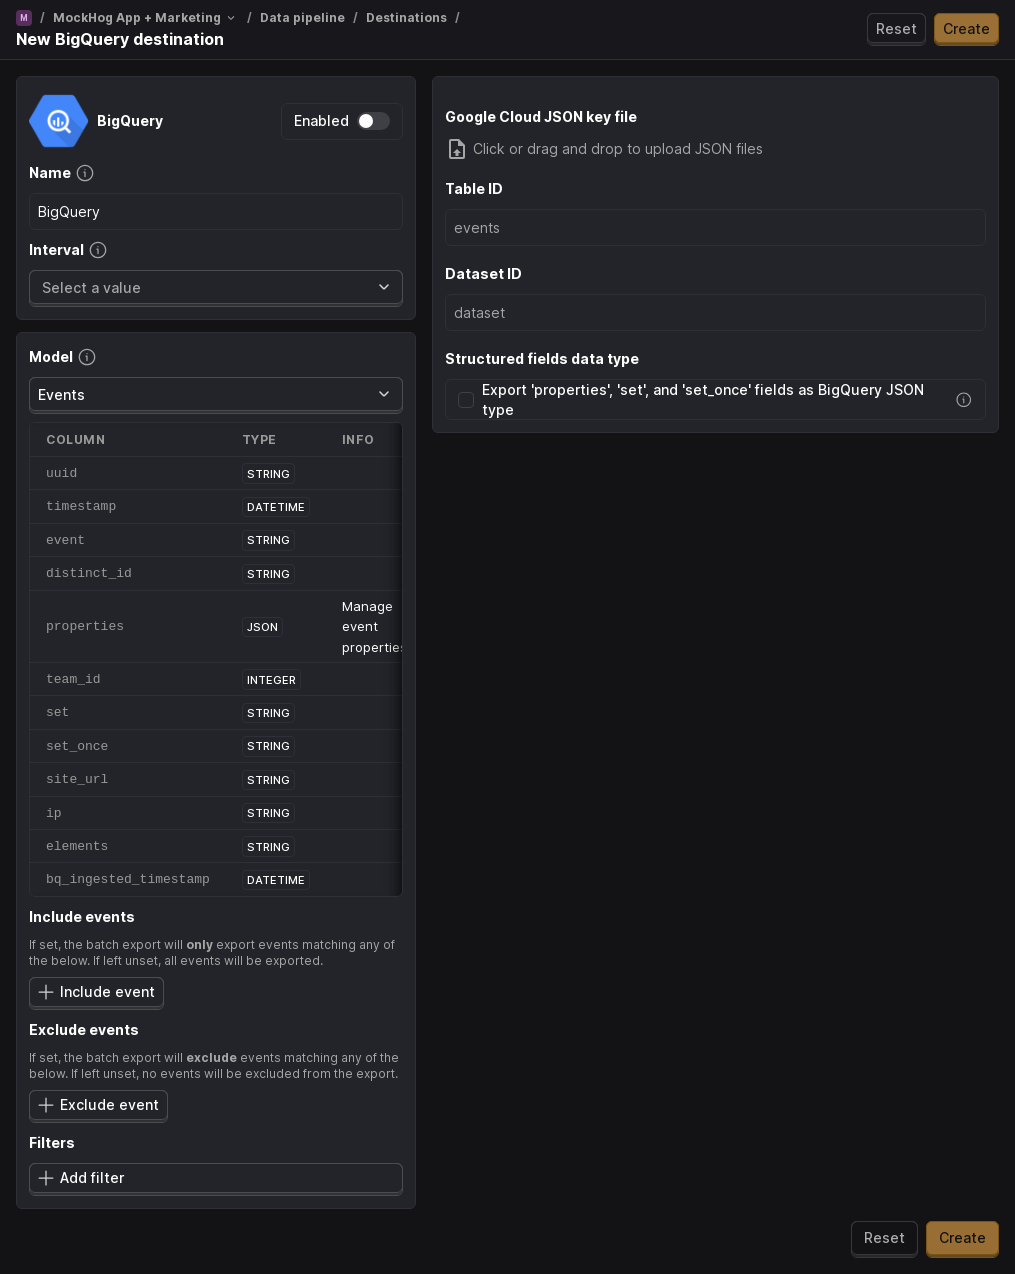 M / MockHog App + Marketing / Data pipeline / Destinations /
New BigQuery destination
Reset
Create
BigQuery
Enabled
Name
BigQuery
Interval
Select a value
Model
Events
COLUMN TYPE INFO
uuid STRING
timestamp DATETIME
event STRING
distinct_id STRING
properties JSON Manage
event
properties
team_id INTEGER
set STRING
set_once STRING
site_url STRING
ip STRING
elements STRING
bq_ingested_timestamp DATETIME
Include events
If set, the batch export will only export events matching any of
the below. If left unset, all events will be exported.
Include event
Exclude events
If set, the batch export will exclude events matching any of the
below. If left unset, no events will be excluded from the export.
Exclude event
Filters
Add filter
Google Cloud JSON key file
Click or drag and drop to upload JSON files
Table ID
events
Dataset ID
dataset
Structured fields data type
Export 'properties', 'set', and 'set_once' fields as BigQuery JSON
type
Reset
Create